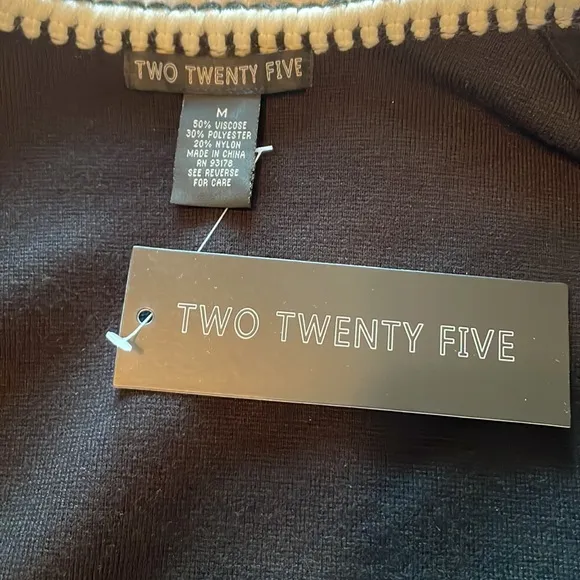 TWO TWENTY FIVE
M
50% VISCOSE
30% POLYESTER
20% NYLON
MADE IN CHINA
RN 93178
SEE REVERSE
FOR CARE
TWO TWENTY FIVE